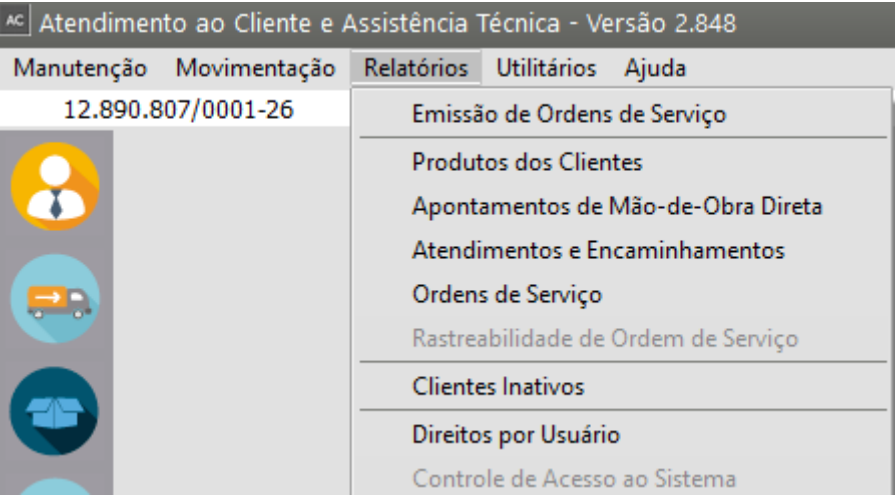 AC Atendimento ao Cliente e Assistência Técnica - Versão 2.848
Manutenção Movimentação Relatórios Utilitários Ajuda
12.890.807/0001-26
Emissão de Ordens de Serviço
Produtos dos Clientes
Apontamentos de Mão-de-Obra Direta
Atendimentos e Encaminhamentos
Ordens de Serviço
Rastreabilidade de Ordem de Serviço
Clientes Inativos
Direitos por Usuário
Controle de Acesso ao Sistema